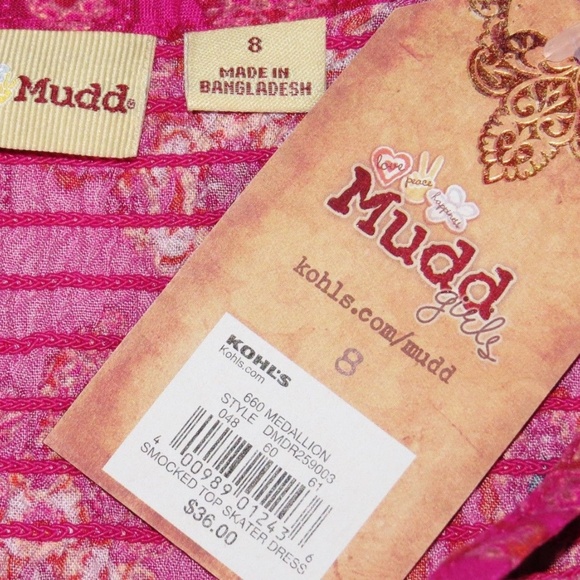 Mudd®
8
MADE IN
BANGLADESH
love peace happiness
Mudd
girls
kohls.com/mudd
8
KOHL'S
Kohls.com
660 MEDALLION
STYLE DMDR259003
048 60 61
4 00989 01243 6
SMOCKED TOP SKATER DRESS
$36.00